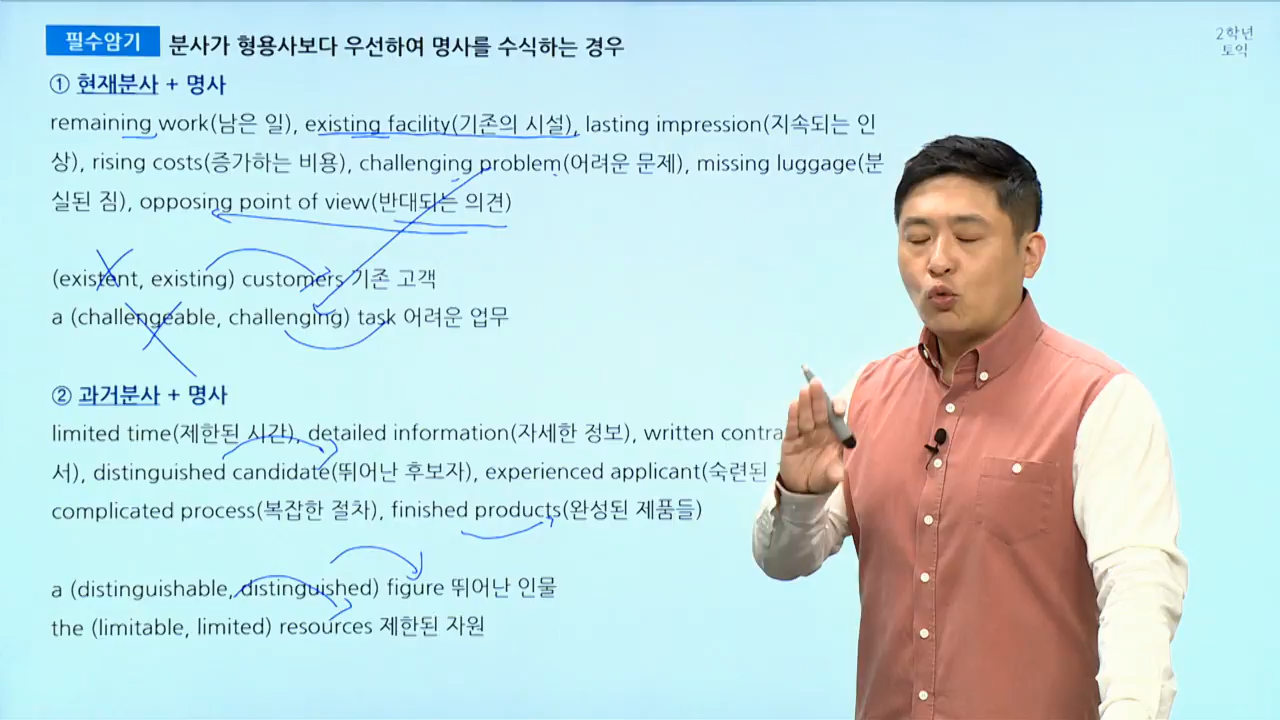 필수암기 분사가 형용사보다 우선하여 명사를 수식하는 경우
2학년
토익
① 현재분사 + 명사
remaining work(남은 일), existing facility(기존의 시설), lasting impression(지속되는 인
상), rising costs(증가하는 비용), challenging problem(어려운 문제), missing luggage(분
실된 짐), opposing point of view(반대되는 의견)
(existent, existing) customers 기존 고객
a (challengeable, challenging) task 어려운 업무
② 과거분사 + 명사
limited time(제한된 시간), detailed information(자세한 정보), written
서), distinguished candidate(뛰어난 후보자), experienced applicant(숙련된
complicated process(복잡한 절차), finished products(완성된 제품들)
a (distinguishable, distinguished) figure 뛰어난 인물
the (limitable, limited) resources 제한된 자원